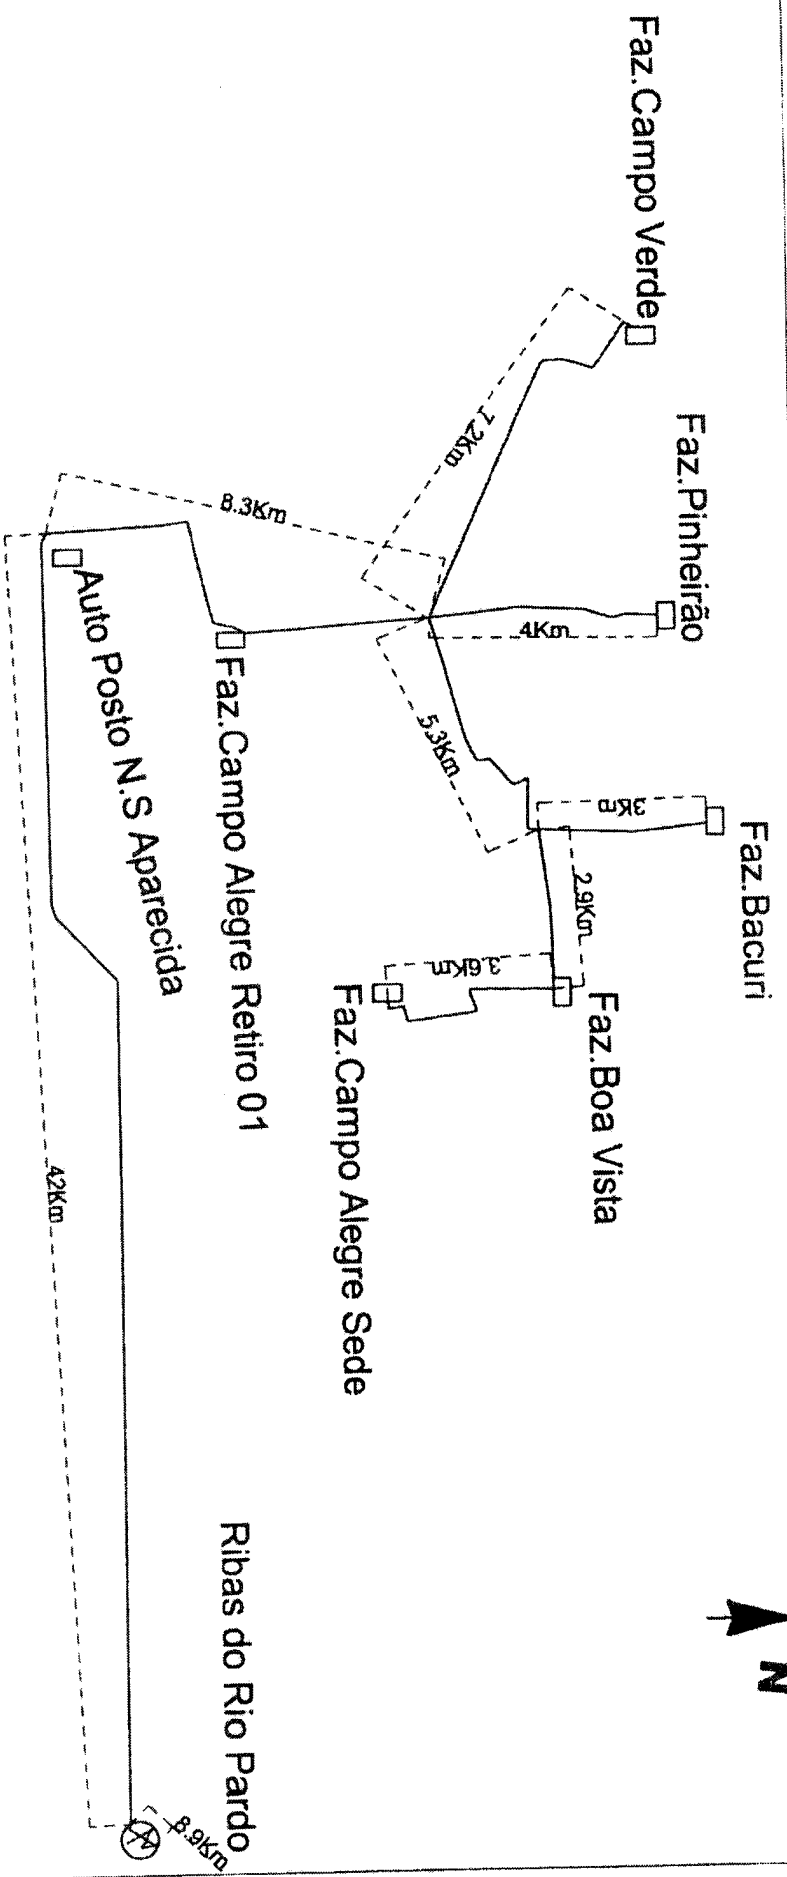 Faz.Campo Verde
Faz.Pinheirão
Faz.Bacuri
Faz.Boa Vista
Faz.Campo Alegre Sede
Faz.Campo Alegre Retiro 01
Auto Posto N.S Aparecida
Ribas do Rio Pardo
N
7.2Km
8.3Km
4Km
5.3Km
3Km
2.9Km
3.6Km
42Km
8.9Km